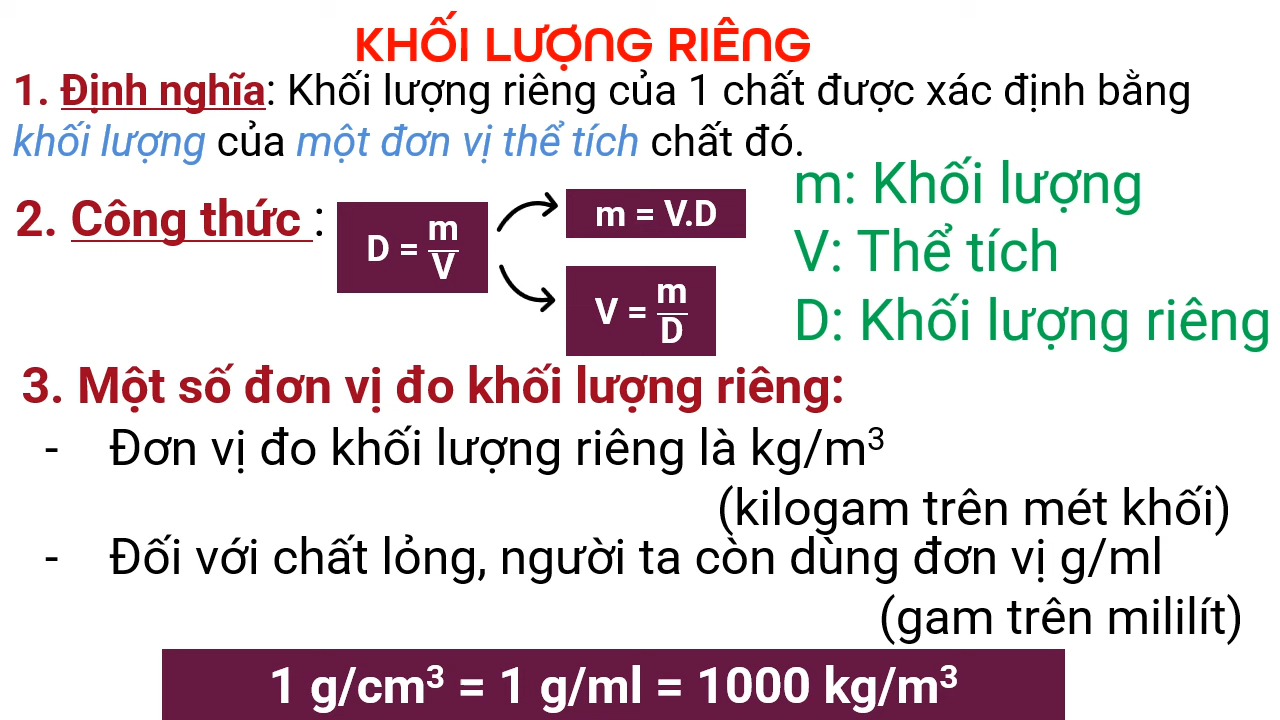 KHỐI LƯỢNG RIÊNG
1. Định nghĩa: Khối lượng riêng của 1 chất được xác định bằng
khối lượng của một đơn vị thể tích chất đó.
2. Công thức :
D = m/V
m = V.D
V = m/D
m: Khối lượng
V: Thể tích
D: Khối lượng riêng
3. Một số đơn vị đo khối lượng riêng:
- Đơn vị đo khối lượng riêng là kg/m³
(kilogam trên mét khối)
- Đối với chất lỏng, người ta còn dùng đơn vị g/ml
(gam trên mililít)
1 g/cm³ = 1 g/ml = 1000 kg/m³